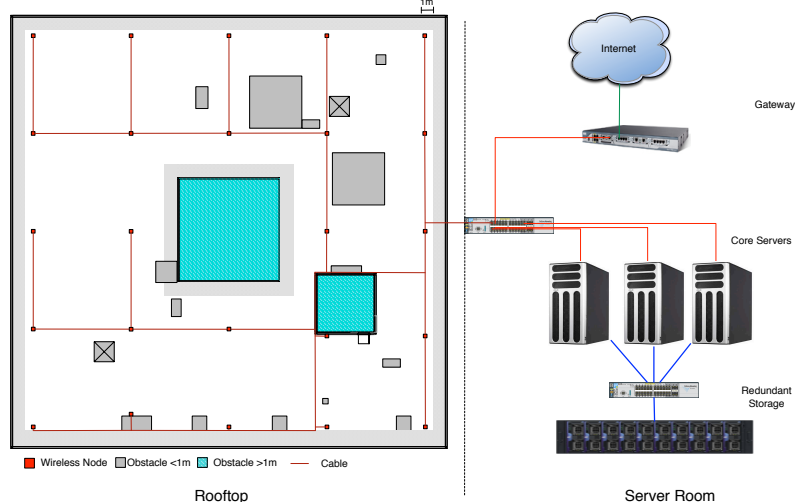 1m
Internet
Gateway
Core Servers
Redundant
Storage
Wireless Node
Obstacle <1m
Obstacle >1m
Cable
Rooftop
Server Room